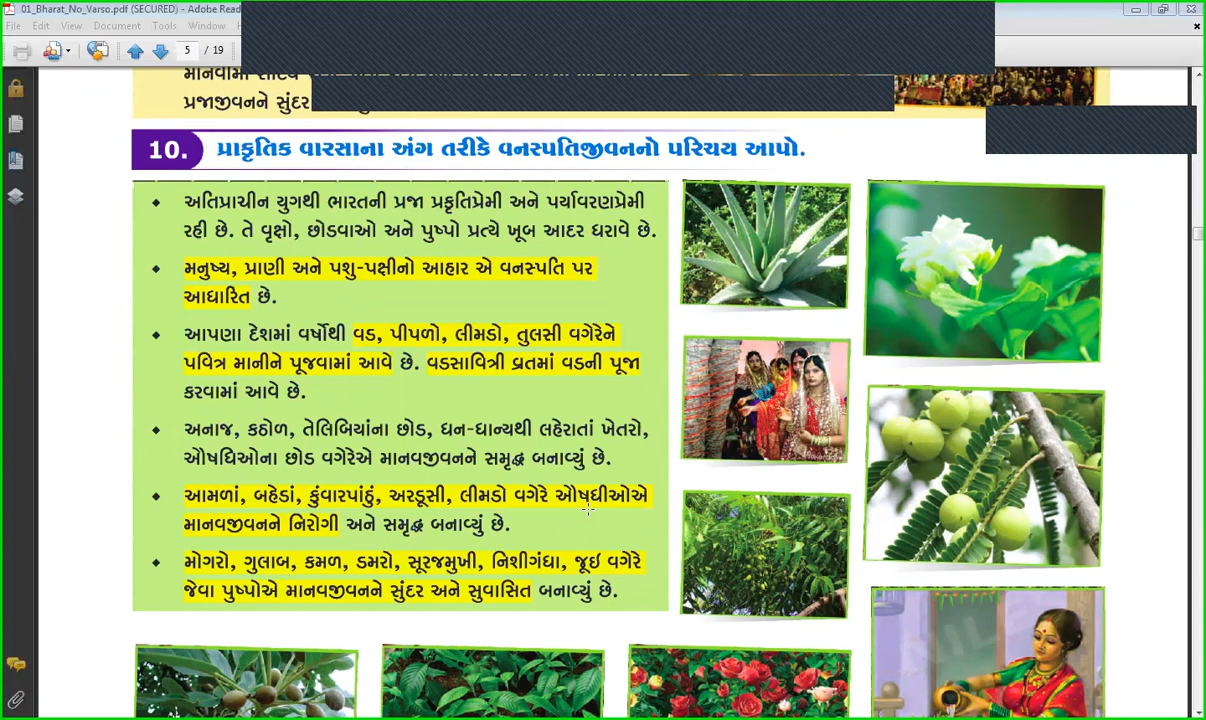 01_Bharat_No_Varso.pdf (SECURED) - Adobe Read
File Edit View Document Tools Window
5 / 19
પ્રજાજીવનને સુંદર
10. પ્રાકૃતિક વારસાના અંગ તરીકે વનસ્પતિજીવનનો પરિચય આપો.
અતિપ્રાચીન યુગથી ભારતની પ્રજા પ્રકૃતિપ્રેમી અને પર્યાવરણપ્રેમી
રહી છે. તે વૃક્ષો, છોડવાઓ અને પુષ્પો પ્રત્યે ખૂબ આદર ધરાવે છે.
મનુષ્ય, પ્રાણી અને પશુ-પક્ષીનો આહાર એ વનસ્પતિ પર
આધારિત છે.
આપણા દેશમાં વર્ષોથી વડ, પીપળો, લીમડો, તુલસી વગેરેને
પવિત્ર માનીને પૂજવામાં આવે છે. વડસાવિત્રી વ્રતમાં વડની પૂજા
કરવામાં આવે છે.
અનાજ, કઠોળ, તેલિબિયાંના છોડ, ધન-ધાન્યથી લહેરાતાં ખેતરો,
ઔષધિઓના છોડ વગેરેએ માનવજીવનને સમૃદ્ધ બનાવ્યું છે.
આમળાં, બહેડાં, કુંવારપાંઠું, અરડૂસી, લીમડો વગેરે ઔષધીઓએ
માનવજીવનને નિરોગી અને સમૃદ્ધ બનાવ્યું છે.
મોગરો, ગુલાબ, કમળ, ડમરો, સૂરજમુખી, નિશીગંધા, જૂઇ વગેરે
જેવા પુષ્પોએ માનવજીવનને સુંદર અને સુવાસિત બનાવ્યું છે.